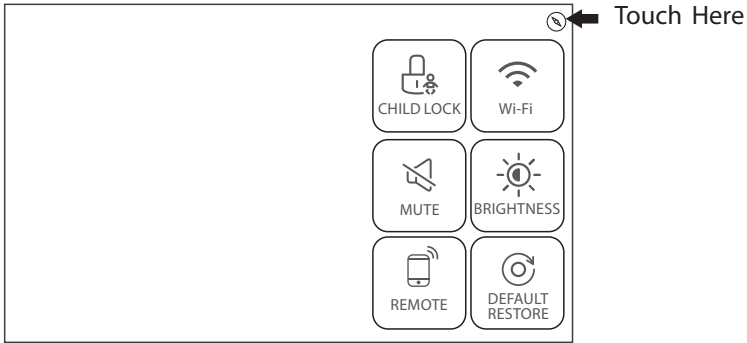 Touch Here
CHILD LOCK
Wi-Fi
MUTE
BRIGHTNESS
REMOTE
DEFAULT
RESTORE